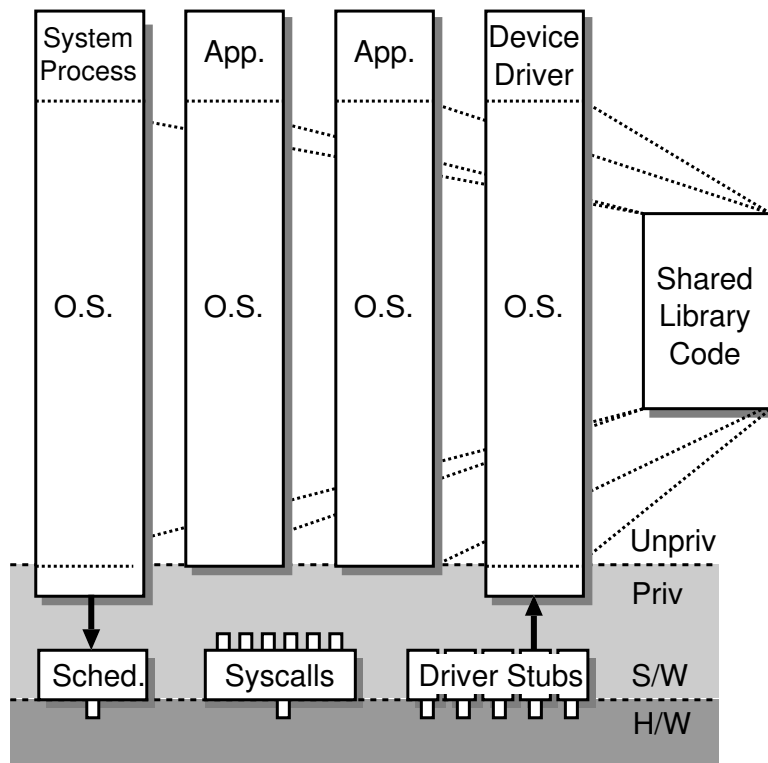 System
Process
App.
App.
Device
Driver
O.S.
O.S.
O.S.
O.S.
Shared
Library
Code
Unpriv
Priv
Sched.
Syscalls
Driver Stubs
S/W
H/W